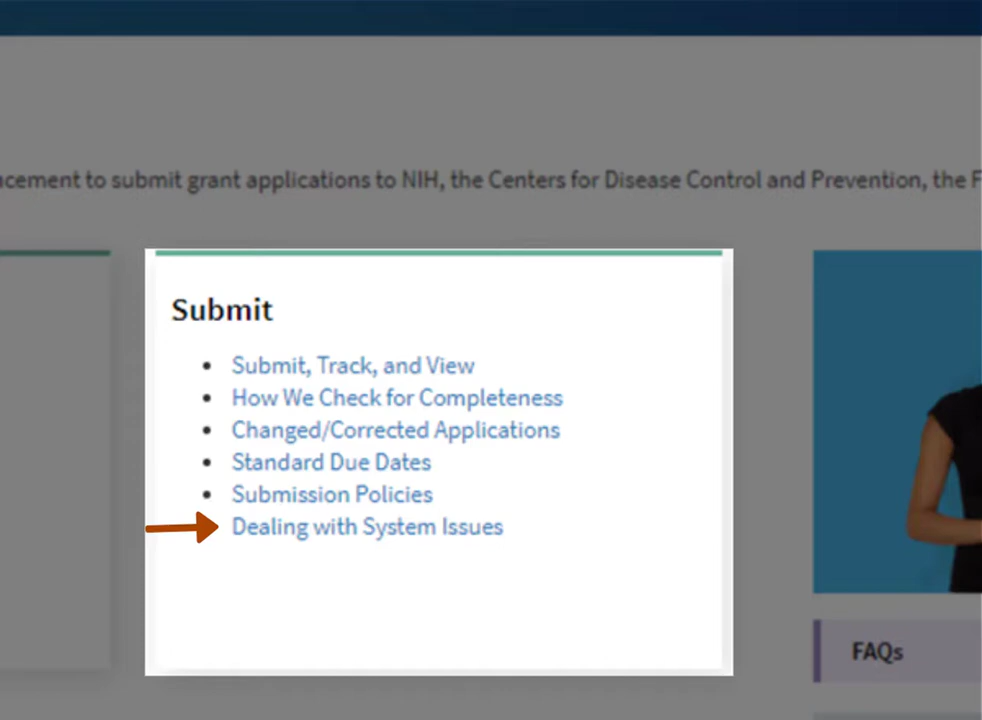 to submit grant applications to NIH, the Centers for Disease Control and Prevention, the
Submit
Submit, Track, and View
How We Check for Completeness
Changed/Corrected Applications
Standard Due Dates
Submission Policies
Dealing with System Issues
FAQs